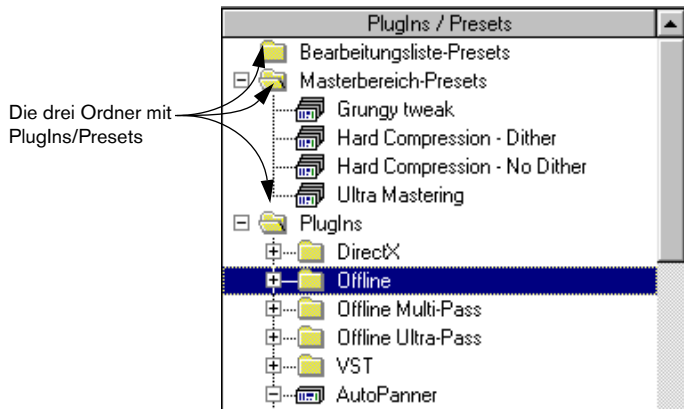 PlugIns / Presets
Bearbeitungsliste-Presets
Masterbereich-Presets
Die drei Ordner mit
PlugIns/Presets
Grungy tweak
Hard Compression - Dither
Hard Compression - No Dither
Ultra Mastering
PlugIns
DirectX
Offline
Offline Multi-Pass
Offline Ultra-Pass
VST
AutoPanner